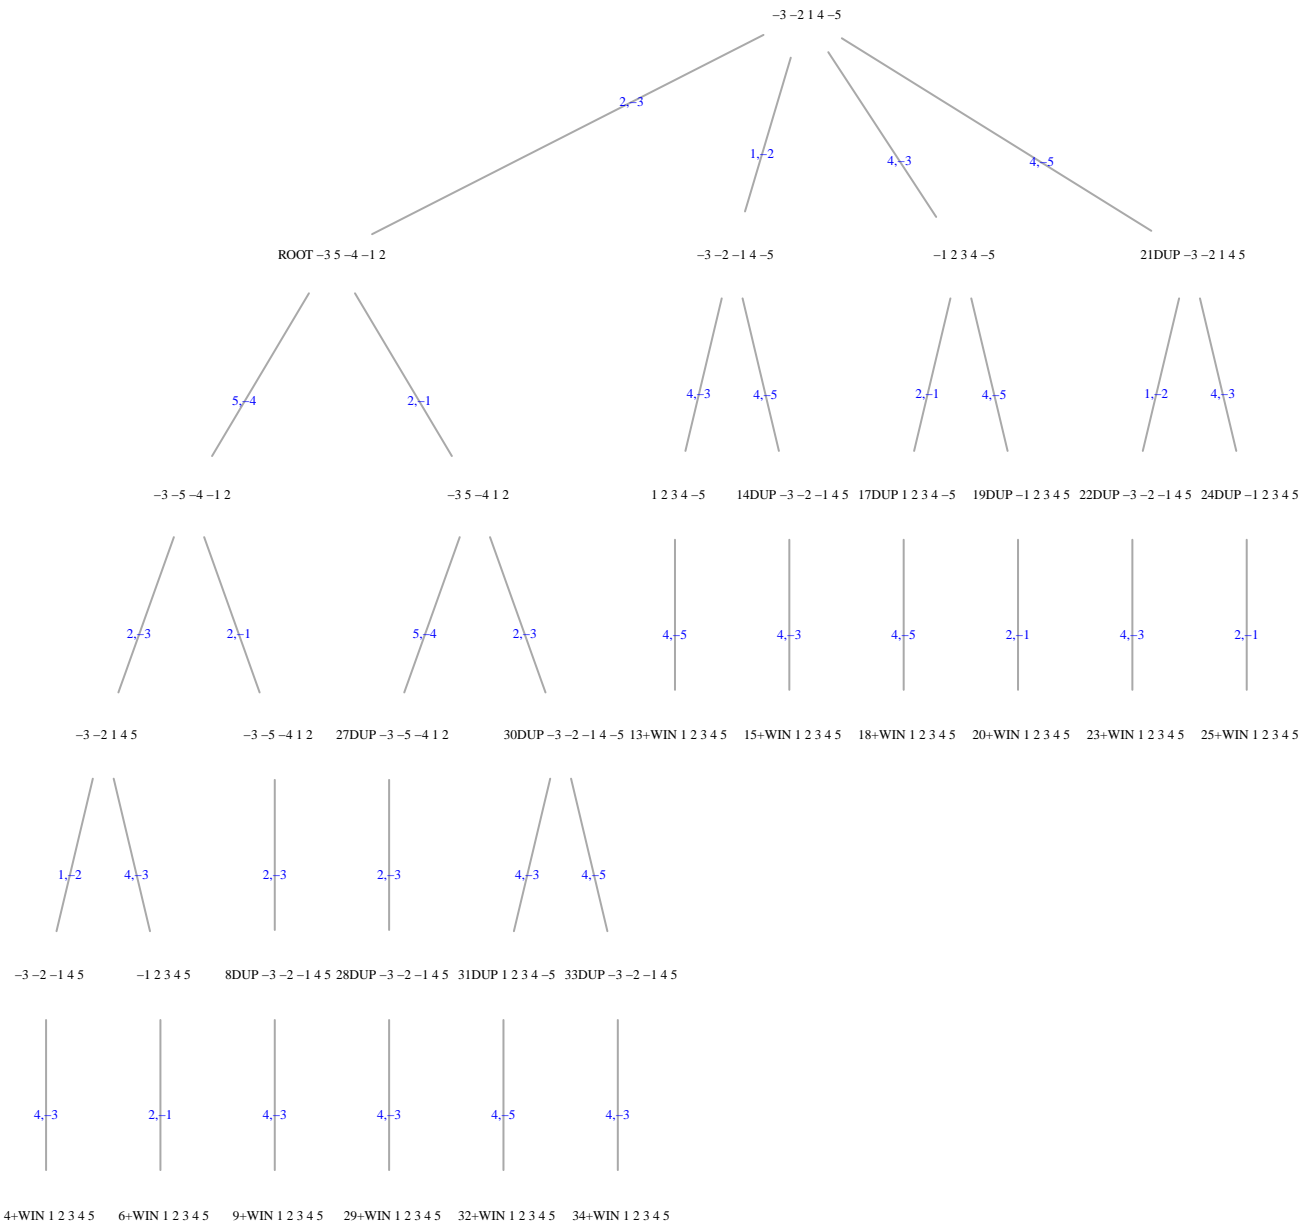 −3 −2 1 4 −5
2,−3
1,−2
4,−3
4,−5
ROOT −3 5 −4 −1 2
−3 −2 −1 4 −5
−1 2 3 4 −5
21DUP −3 −2 1 4 5
5,−4
2,−1
4,−3
4,−5
2,−1
4,−5
1,−2
4,−3
−3 −5 −4 −1 2
−3 5 −4 1 2
1 2 3 4 −5
14DUP −3 −2 −1 4 5
17DUP 1 2 3 4 −5
19DUP −1 2 3 4 5
22DUP −3 −2 −1 4 5
24DUP −1 2 3 4 5
2,−3
2,−1
5,−4
2,−3
4,−5
4,−3
4,−5
2,−1
4,−3
2,−1
−3 −2 1 4 5
−3 −5 −4 1 2
27DUP −3 −5 −4 1 2
30DUP −3 −2 −1 4 −5
13+WIN 1 2 3 4 5
15+WIN 1 2 3 4 5
18+WIN 1 2 3 4 5
20+WIN 1 2 3 4 5
23+WIN 1 2 3 4 5
25+WIN 1 2 3 4 5
1,−2
4,−3
2,−3
2,−3
4,−3
4,−5
−3 −2 −1 4 5
−1 2 3 4 5
8DUP −3 −2 −1 4 5
28DUP −3 −2 −1 4 5
31DUP 1 2 3 4 −5
33DUP −3 −2 −1 4 5
4,−3
2,−1
4,−3
4,−3
4,−5
4,−3
4+WIN 1 2 3 4 5
6+WIN 1 2 3 4 5
9+WIN 1 2 3 4 5
29+WIN 1 2 3 4 5
32+WIN 1 2 3 4 5
34+WIN 1 2 3 4 5